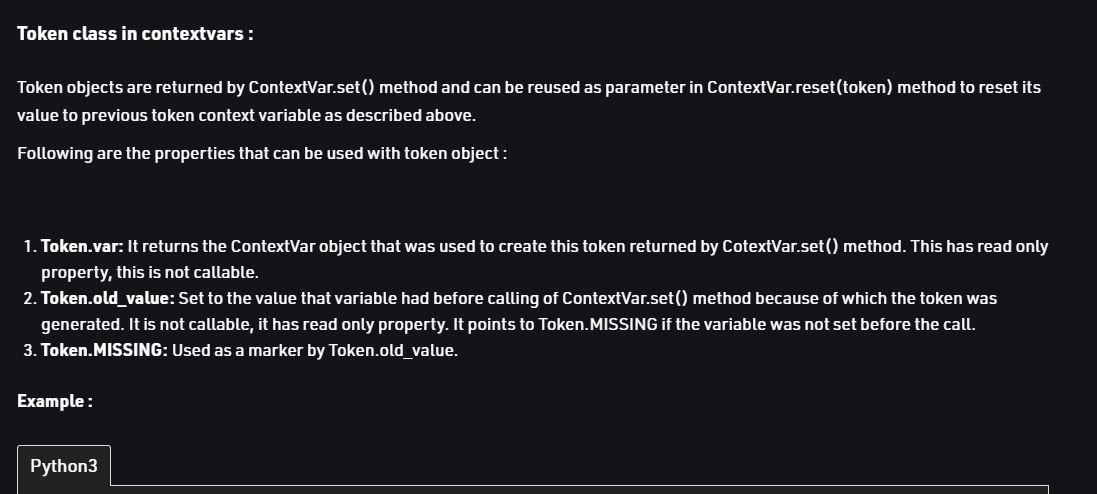 Token class in contextvars :
Token objects are returned by ContextVar.set() method and can be reused as parameter in ContextVar.reset(token) method to reset its
value to previous token context variable as described above.
Following are the properties that can be used with token object :
1. Token.var: It returns the ContextVar object that was used to create this token returned by CotextVar.set() method. This has read only
property, this is not callable.
2. Token.old_value: Set to the value that variable had before calling of ContextVar.set() method because of which the token was
generated. It is not callable, it has read only property. It points to Token.MISSING if the variable was not set before the call.
3. Token.MISSING: Used as a marker by Token.old_value.
Example :
Python3